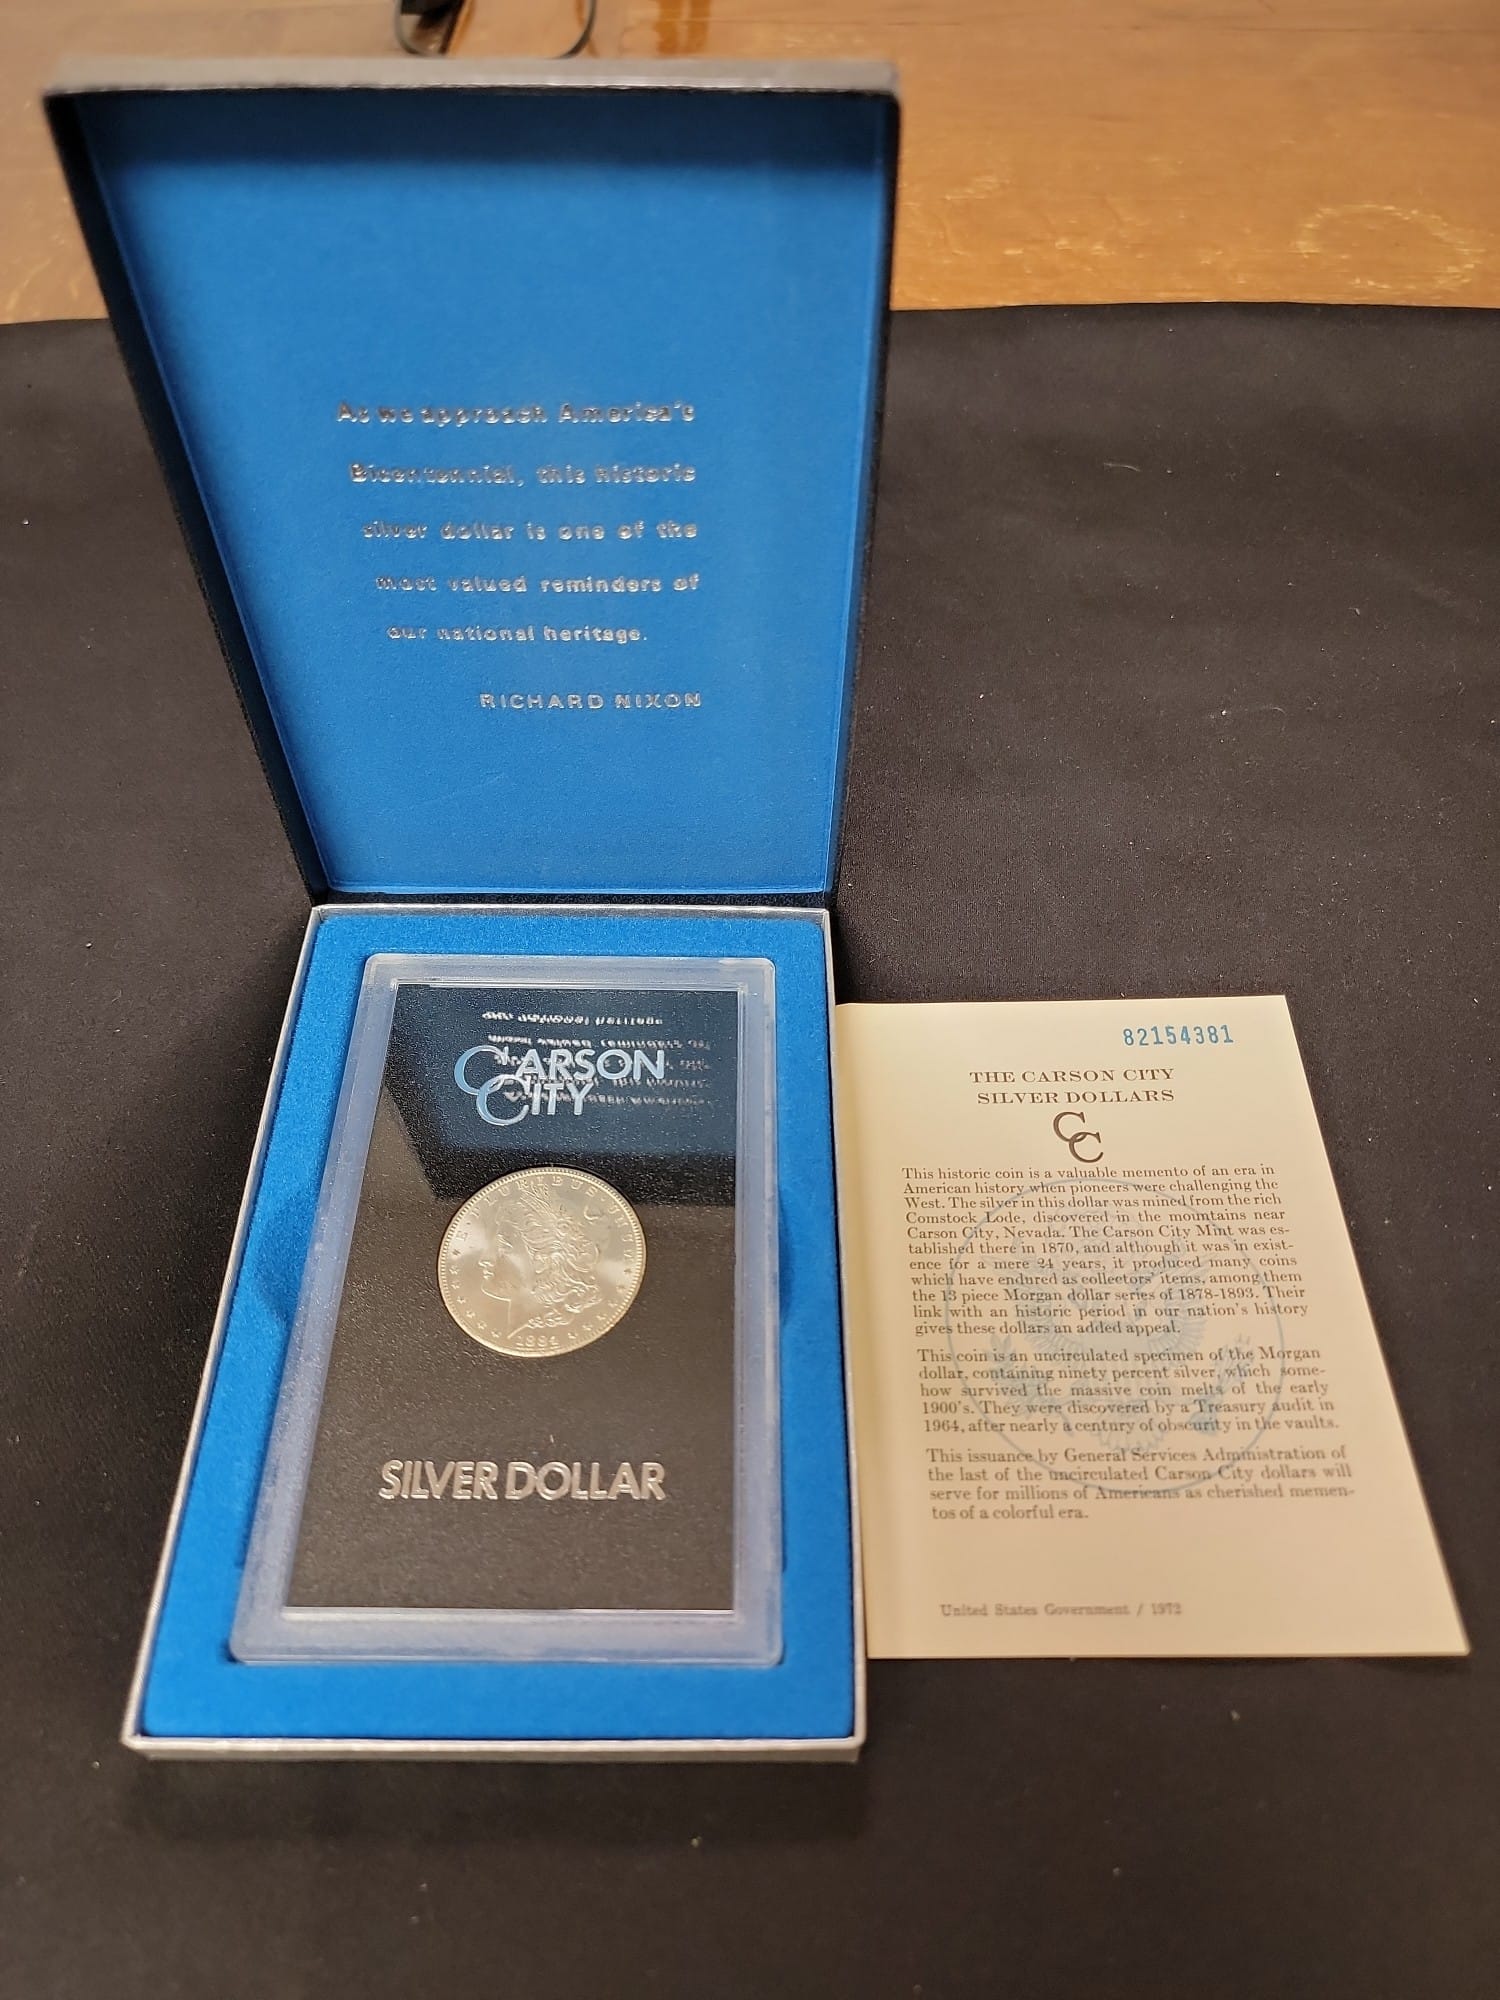 As we approach America's
Bicentennial, this historic
silver dollar is one of the
most valued reminders of
our national heritage.
RICHARD NIXON
CARSON
CITY
E. PLURIBUS UNUM
1884
SILVER DOLLAR
82154381
THE CARSON CITY
SILVER DOLLARS
CC
This historic coin is a valuable memento of an era in
American history when pioneers were challenging the
West. The silver in this dollar was mined from the rich
Comstock Lode, discovered in the mountains near
Carson City, Nevada. The Carson City Mint was es-
tablished there in 1870, and although it was in exist-
ence for a mere 24 years, it produced many coins
which have endured as collectors' items, among them
the 13 piece Morgan dollar series of 1878-1893. Their
link with an historic period in our nation's history
gives these dollars an added appeal.
This coin is an uncirculated specimen of the Morgan
dollar, containing ninety percent silver, which some-
how survived the massive coin melts of the early
1900's. They were discovered by a Treasury audit in
1964, after nearly a century of obscurity in the vaults.
This issuance by General Services Administration of
the last of the uncirculated Carson City dollars will
serve for millions of Americans as cherished memen-
tos of a colorful era.
United States Government / 1972